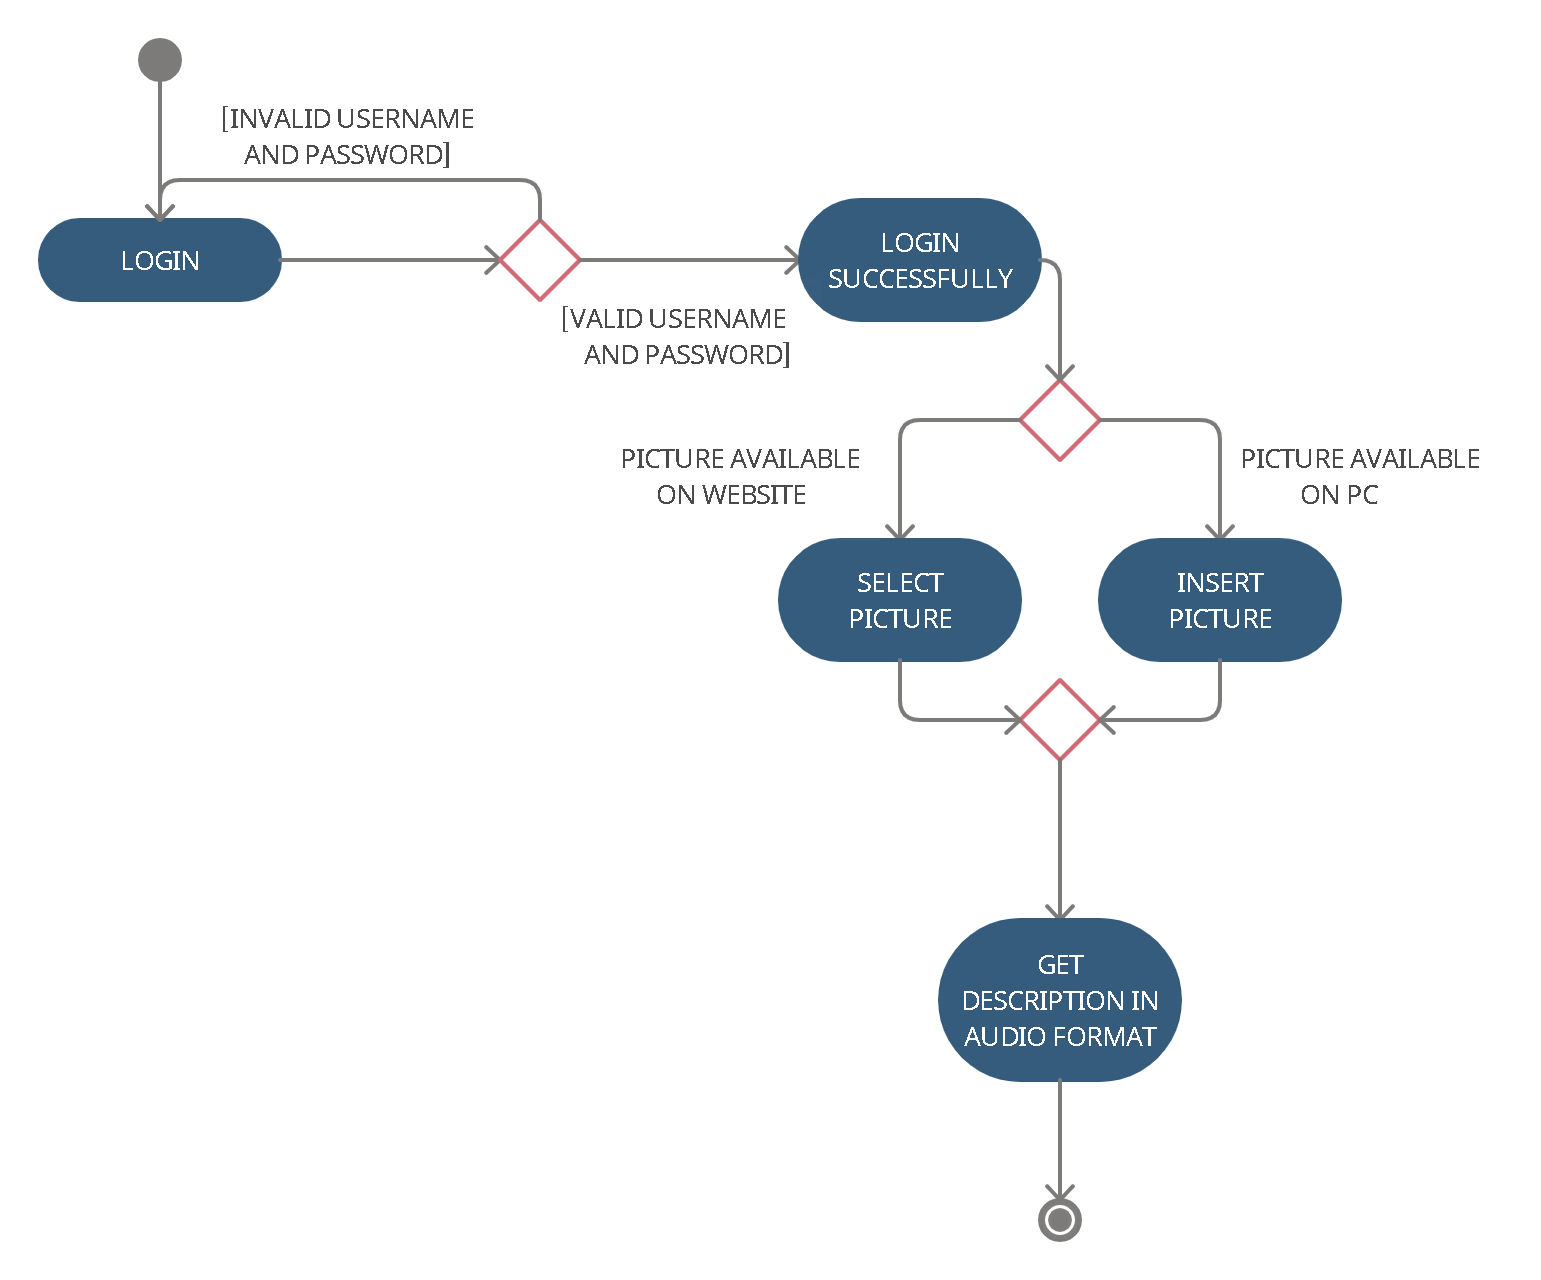 [INVALID USERNAME
AND PASSWORD]
LOGIN
LOGIN
SUCCESSFULLY
[VALID USERNAME
AND PASSWORD]
PICTURE AVAILABLE
ON WEBSITE
PICTURE AVAILABLE
ON PC
SELECT
PICTURE
INSERT
PICTURE
GET
DESCRIPTION IN
AUDIO FORMAT